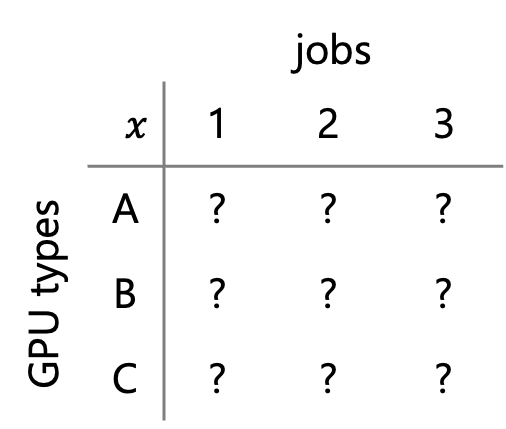 jobs
x 1 2 3
GPU types
A ? ? ?
B ? ? ?
C ? ? ?